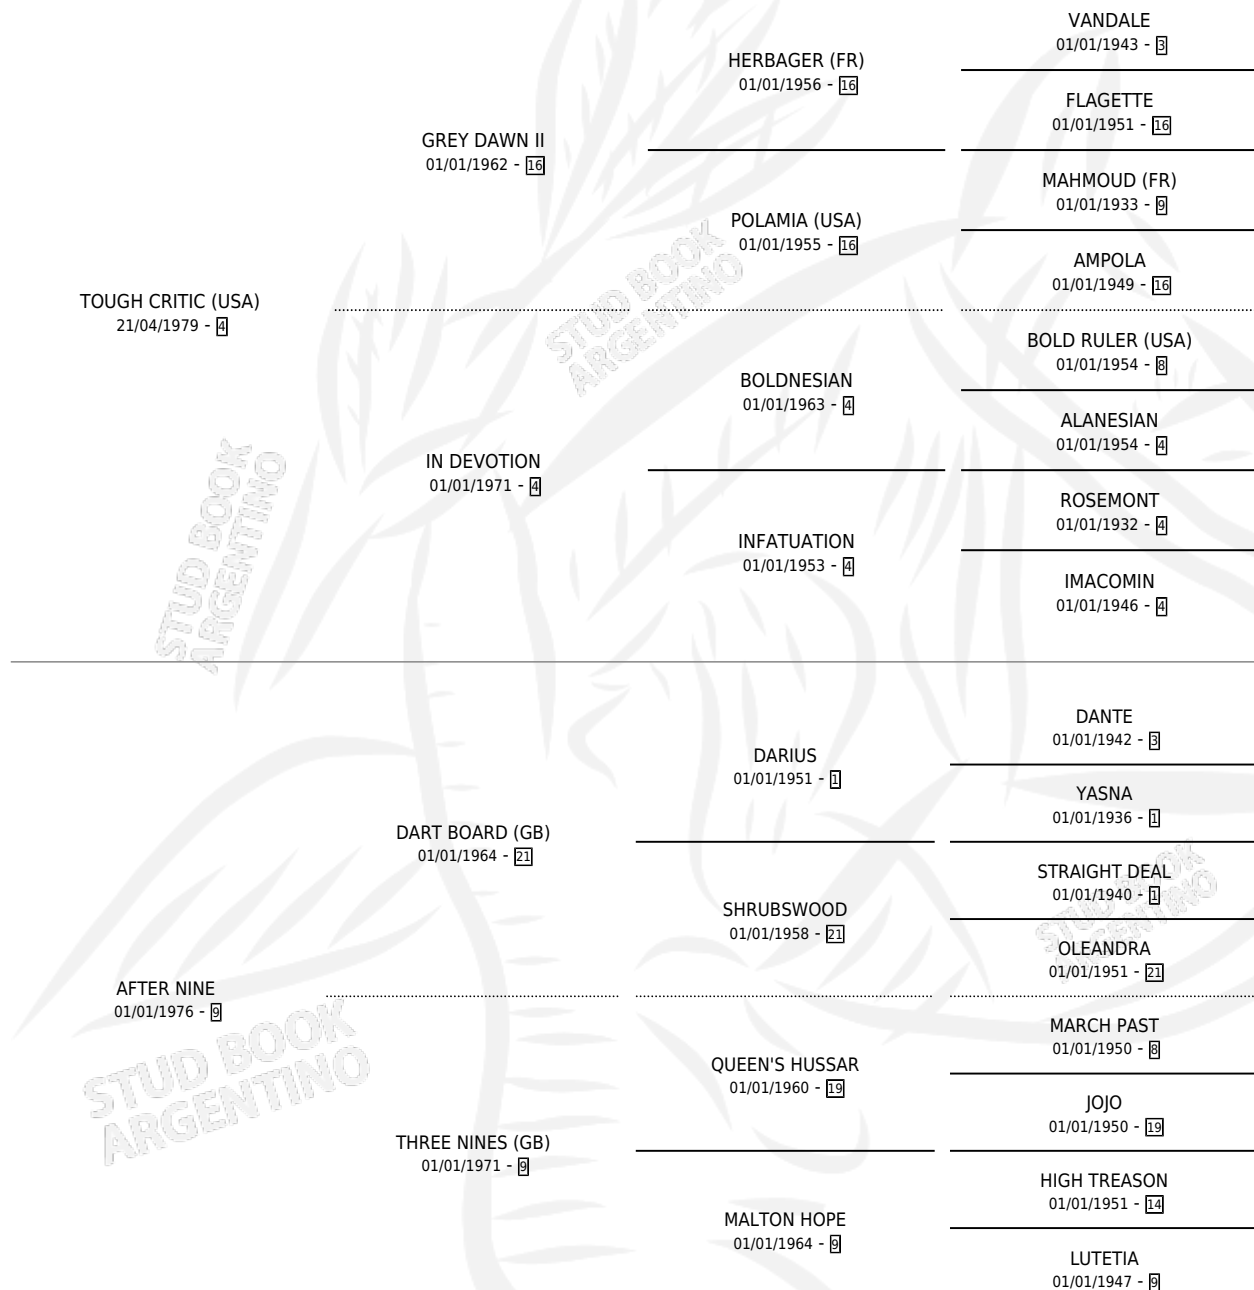 VANDALE
01/01/1943 - 3
HERBAGER (FR)
01/01/1956 - 16
FLAGETTE
01/01/1951 - 16
GREY DAWN II
01/01/1962 - 16
MAHMOUD (FR)
01/01/1933 - 9
POLAMIA (USA)
01/01/1955 - 16
AMPOLA
01/01/1949 - 16
TOUGH CRITIC (USA)
21/04/1979 - 4
BOLD RULER (USA)
01/01/1954 - 8
BOLDNESIAN
01/01/1963 - 4
ALANESIAN
01/01/1954 - 4
IN DEVOTION
01/01/1971 - 4
ROSEMONT
01/01/1932 - 4
INFATUATION
01/01/1953 - 4
IMACOMIN
01/01/1946 - 4
STUD BOOK
ARGENTINO
STUD BOOK
ARGENTINO
DANTE
01/01/1942 - 3
DARIUS
01/01/1951 - 1
YASNA
01/01/1936 - 1
DART BOARD (GB)
01/01/1964 - 21
STRAIGHT DEAL
01/01/1940 - 1
SHRUBSWOOD
01/01/1958 - 21
OLEANDRA
01/01/1951 - 21
STUD BOOK
ARGENTINO
AFTER NINE
01/01/1976 - 9
MARCH PAST
01/01/1950 - 8
QUEEN'S HUSSAR
01/01/1960 - 19
JOJO
01/01/1950 - 19
STUD BOOK
ARGENTINO
THREE NINES (GB)
01/01/1971 - 9
HIGH TREASON
01/01/1951 - 14
MALTON HOPE
01/01/1964 - 9
LUTETIA
01/01/1947 - 9